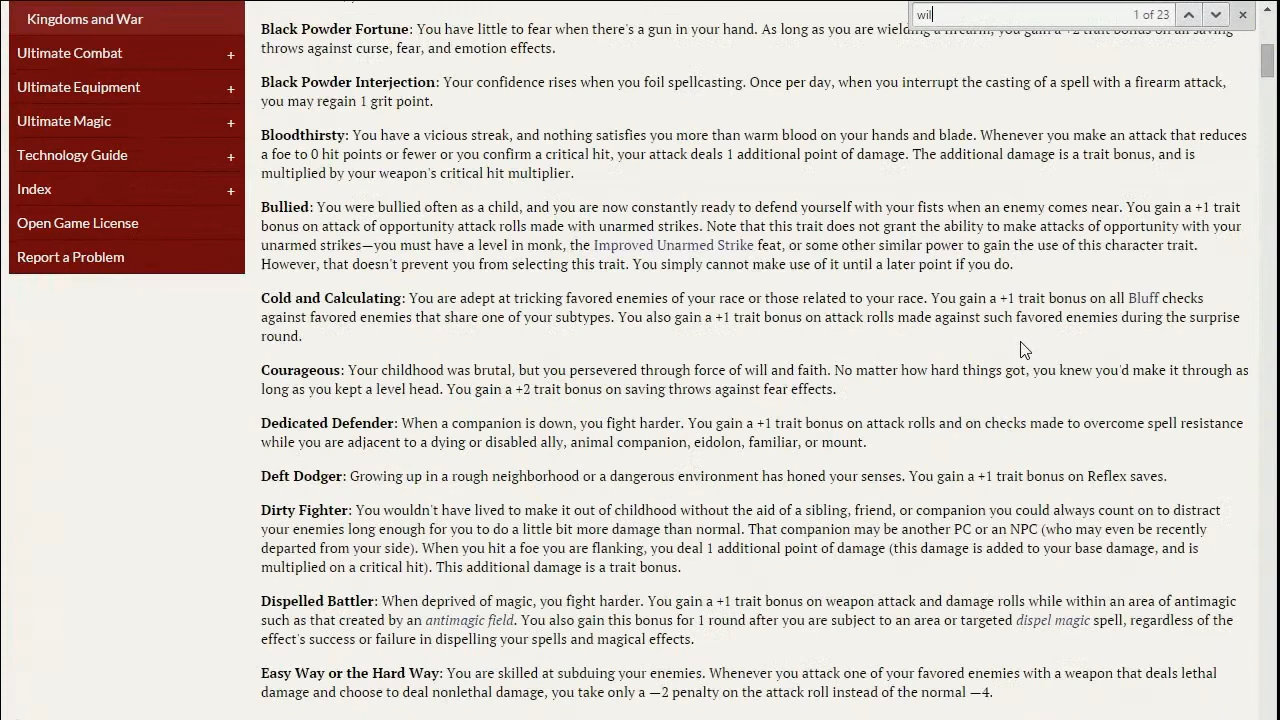 Kingdoms and War
Ultimate Combat +
Ultimate Equipment +
Ultimate Magic +
Technology Guide +
Index +
Open Game License
Report a Problem
wil 1 of 23
Black Powder Fortune: You have little to fear when there's a gun in your hand. As long as you are wielding a firearm, you gain a +2 trait bonus on all saving
throws against curse, fear, and emotion effects.
Black Powder Interjection: Your confidence rises when you foil spellcasting. Once per day, when you interrupt the casting of a spell with a firearm attack,
you may regain 1 grit point.
Bloodthirsty: You have a vicious streak, and nothing satisfies you more than warm blood on your hands and blade. Whenever you make an attack that reduces
a foe to 0 hit points or fewer or you confirm a critical hit, your attack deals 1 additional point of damage. The additional damage is a trait bonus, and is
multiplied by your weapon's critical hit multiplier.
Bullied: You were bullied often as a child, and you are now constantly ready to defend yourself with your fists when an enemy comes near. You gain a +1 trait
bonus on attack of opportunity attack rolls made with unarmed strikes. Note that this trait does not grant the ability to make attacks of opportunity with your
unarmed strikes—you must have a level in monk, the Improved Unarmed Strike feat, or some other similar power to gain the use of this character trait.
However, that doesn't prevent you from selecting this trait. You simply cannot make use of it until a later point if you do.
Cold and Calculating: You are adept at tricking favored enemies of your race or those related to your race. You gain a +1 trait bonus on all Bluff checks
against favored enemies that share one of your subtypes. You also gain a +1 trait bonus on attack rolls made against such favored enemies during the surprise
round.
Courageous: Your childhood was brutal, but you persevered through force of will and faith. No matter how hard things got, you knew you'd make it through as
long as you kept a level head. You gain a +2 trait bonus on saving throws against fear effects.
Dedicated Defender: When a companion is down, you fight harder. You gain a +1 trait bonus on attack rolls and on checks made to overcome spell resistance
while you are adjacent to a dying or disabled ally, animal companion, eidolon, familiar, or mount.
Deft Dodger: Growing up in a rough neighborhood or a dangerous environment has honed your senses. You gain a +1 trait bonus on Reflex saves.
Dirty Fighter: You wouldn't have lived to make it out of childhood without the aid of a sibling, friend, or companion you could always count on to distract
your enemies long enough for you to do a little bit more damage than normal. That companion may be another PC or an NPC (who may even be recently
departed from your side). When you hit a foe you are flanking, you deal 1 additional point of damage (this damage is added to your base damage, and is
multiplied on a critical hit). This additional damage is a trait bonus.
Dispelled Battler: When deprived of magic, you fight harder. You gain a +1 trait bonus on weapon attack and damage rolls while within an area of antimagic
such as that created by an antimagic field. You also gain this bonus for 1 round after you are subject to an area or targeted dispel magic spell, regardless of the
effect's success or failure in dispelling your spells and magical effects.
Easy Way or the Hard Way: You are skilled at subduing your enemies. Whenever you attack one of your favored enemies with a weapon that deals lethal
damage and choose to deal nonlethal damage, you take only a —2 penalty on the attack roll instead of the normal —4.